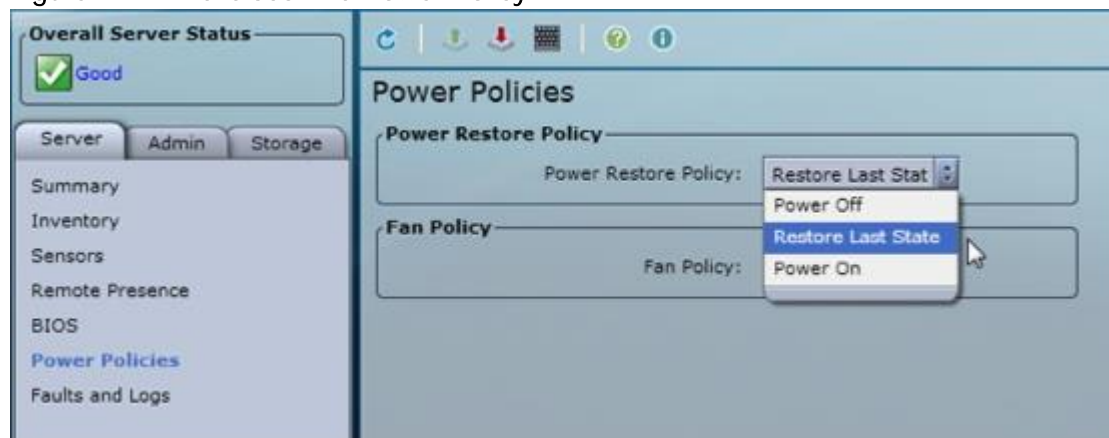 Overall Server Status
Good
Server Admin Storage
Summary
Inventory
Sensors
Remote Presence
BIOS
Power Policies
Faults and Logs
Power Policies
Power Restore Policy
Power Restore Policy: Restore Last Stat
Power Off
Restore Last State
Power On
Fan Policy
Fan Policy: